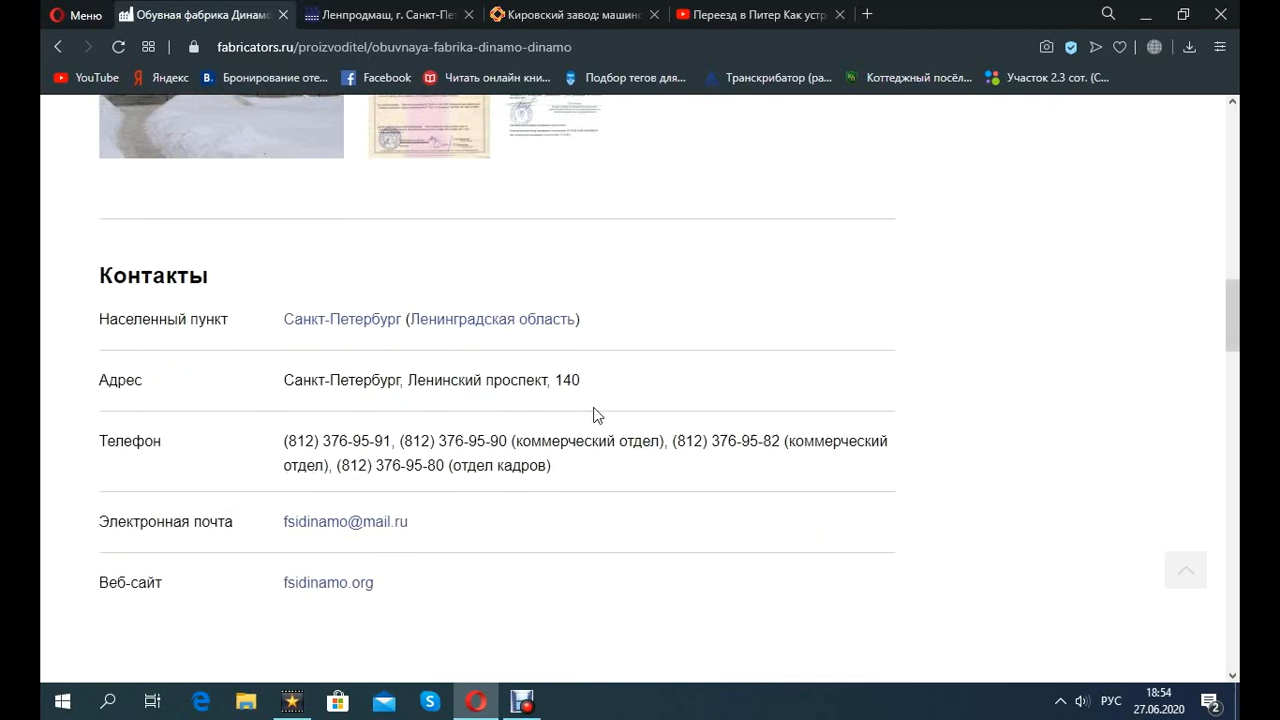 Меню
Обувная фабрика Динамо
Ленпродмаш, г. Санкт-Пет
Кировский завод: машин
Переезд в Питер Как устр
fabricators.ru/proizvoditel/obuvnaya-fabrika-dinamo-dinamo
YouTube
Яндекс
Бронирование оте...
Facebook
Читать онлайн кни...
Подбор тегов для...
Транскрибатор (ра...
Коттеджный посёл...
Участок 2.3 сот. (С...
Контакты
Населенный пункт
Санкт-Петербург (Ленинградская область)
Адрес
Санкт-Петербург, Ленинский проспект, 140
Телефон
(812) 376-95-91, (812) 376-95-90 (коммерческий отдел), (812) 376-95-82 (коммерческий
отдел), (812) 376-95-80 (отдел кадров)
Электронная почта
fsidinamo@mail.ru
Веб-сайт
fsidinamo.org
РУС
18:54
27.06.2020
2